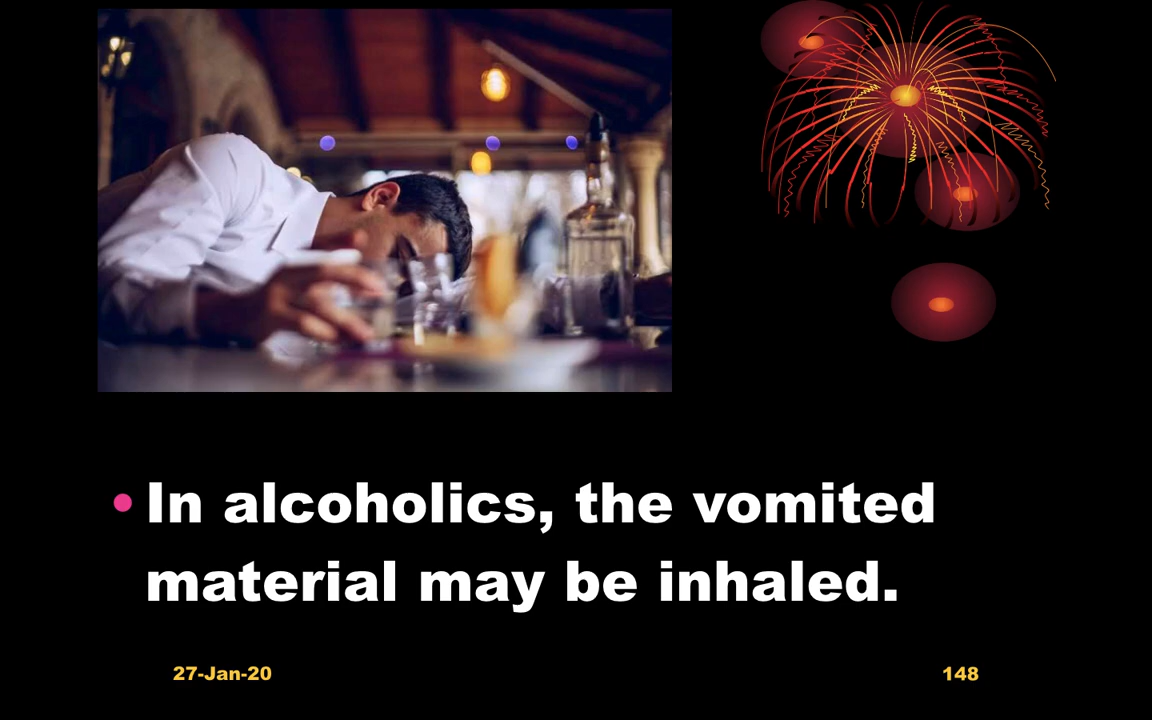 • In alcoholics, the vomited
material may be inhaled.
27-Jan-20
148